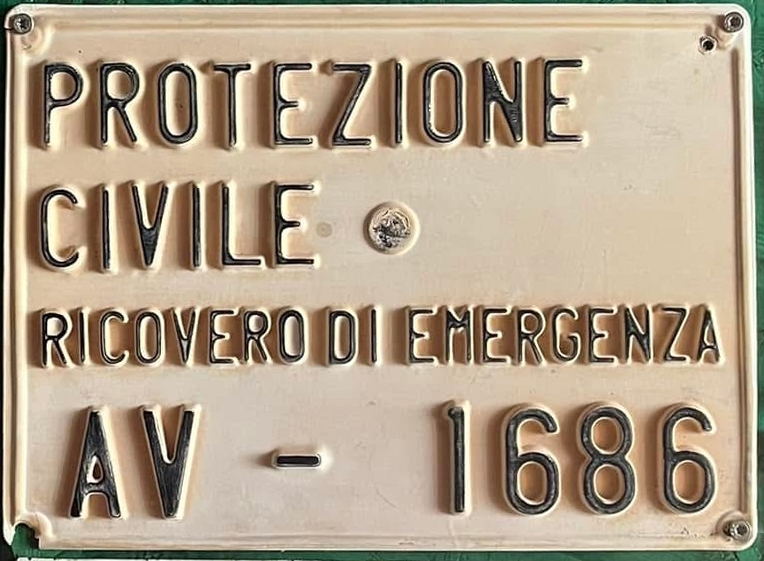 PROTEZIONE
CIVILE
RICOVERO DI EMERGENZA
AV - 1686